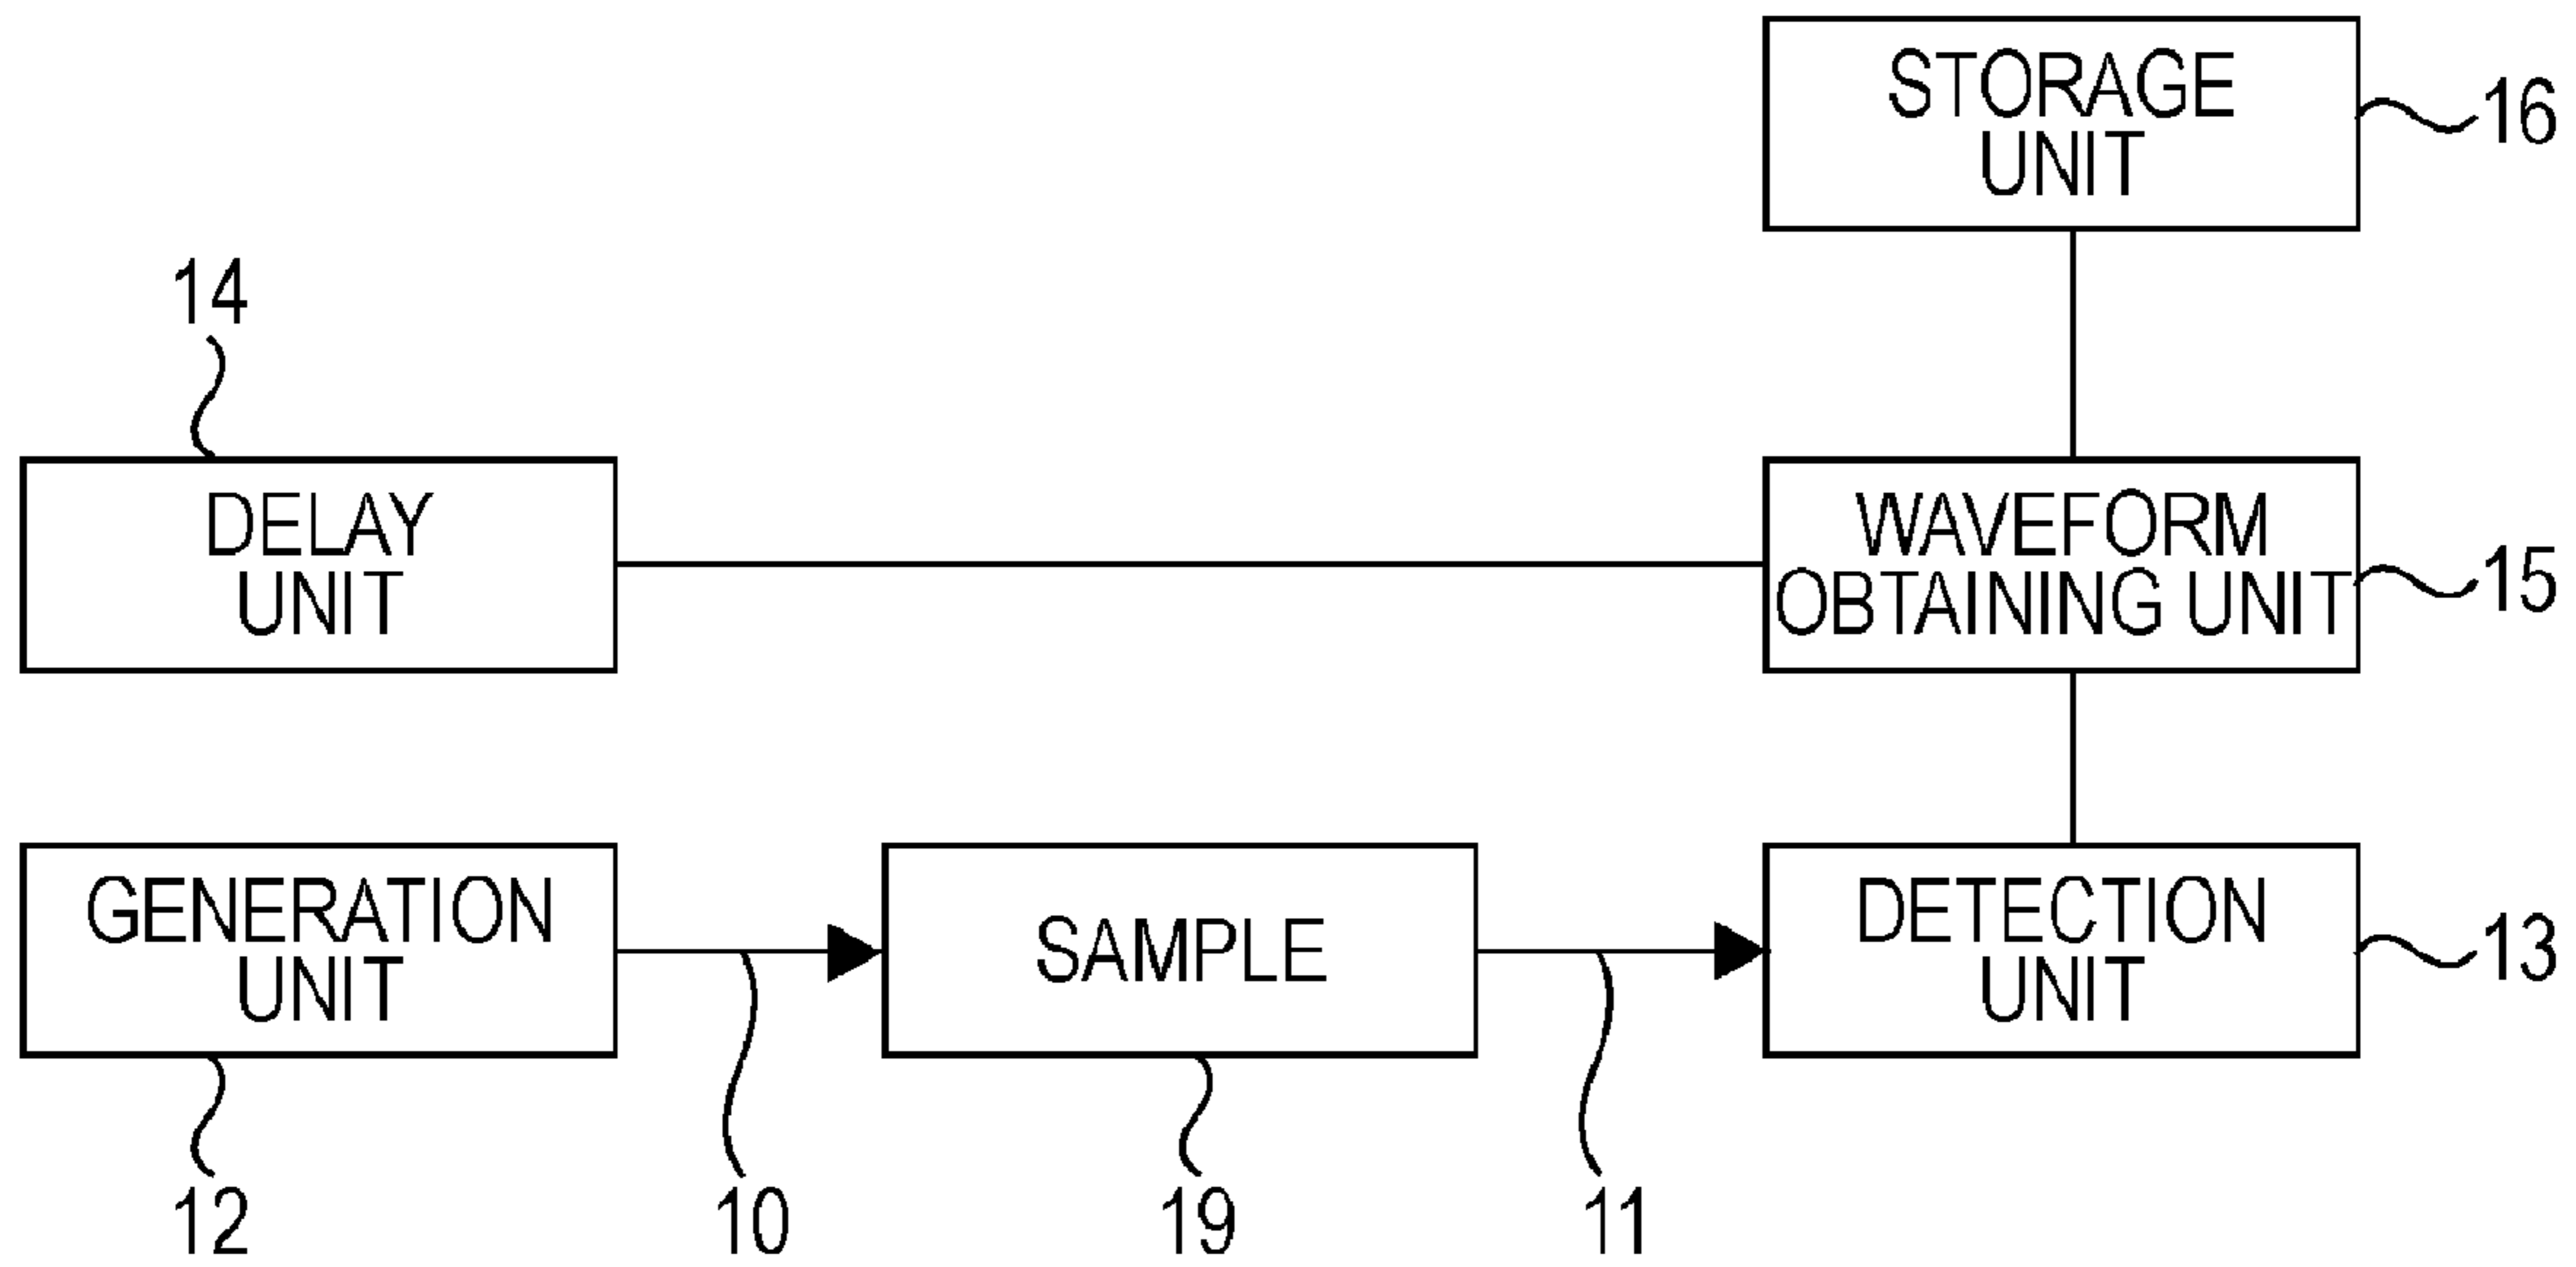 STORAGE
UNIT
16
14
DELAY
UNIT
WAVEFORM
OBTAINING UNIT
15
GENERATION
UNIT
SAMPLE
DETECTION
UNIT
13
12
10
19
11